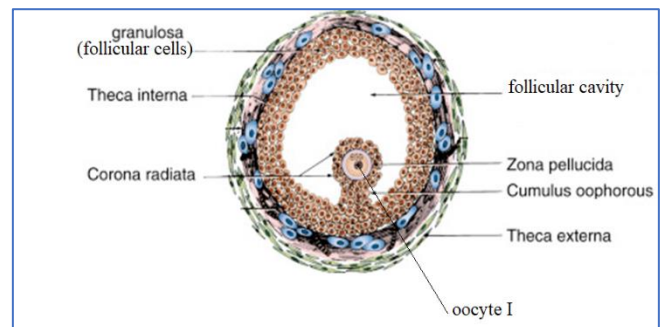 granulosa
(follicular cells)
Theca interna
follicular cavity
Corona radiata
Zona pellucida
Cumulus oophorous
Theca externa
oocyte I